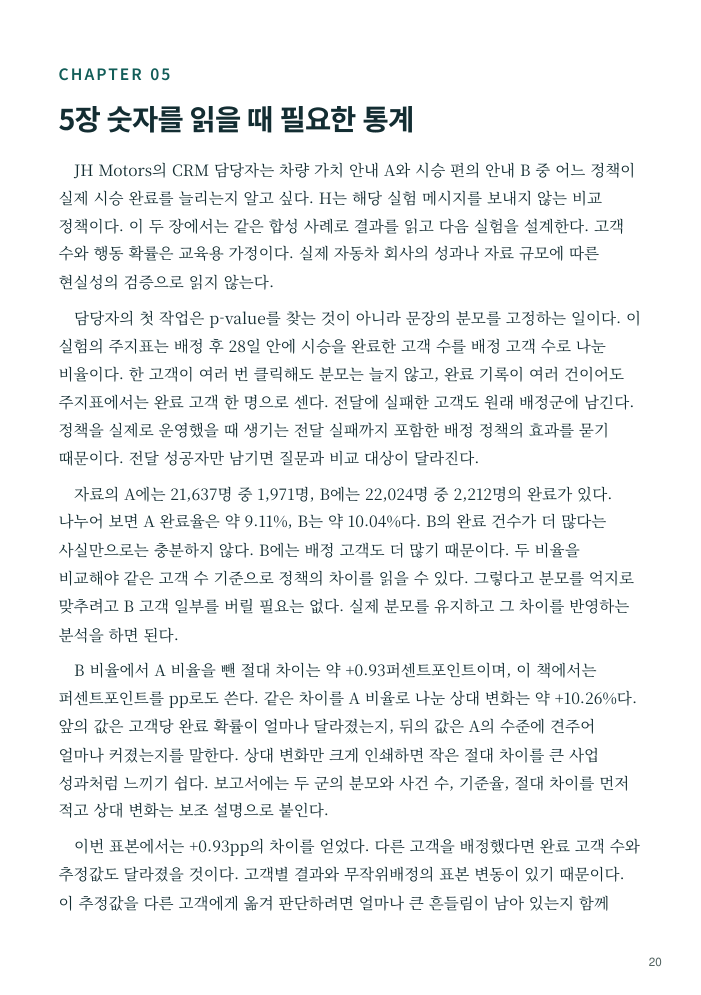 CHAPTER 05
5장 숫자를 읽을 때 필요한 통계
JH Motors의 CRM 담당자는 차량 가치 안내 A와 시승 편의 안내 B 중 어느 정책이
실제 시승 완료를 늘리는지 알고 싶다. H는 해당 실험 메시지를 보내지 않는 비교
정책이다. 이 두 장에서는 같은 합성 사례로 결과를 읽고 다음 실험을 설계한다. 고객
수와 행동 확률은 교육용 가정이다. 실제 자동차 회사의 성과나 자료 규모에 따른
현실성의 검증으로 읽지 않는다.
담당자의 첫 작업은 p-value를 찾는 것이 아니라 문장의 분모를 고정하는 일이다. 이
실험의 주지표는 배정 후 28일 안에 시승을 완료한 고객 수를 배정 고객 수로 나눈
비율이다. 한 고객이 여러 번 클릭해도 분모는 늘지 않고, 완료 기록이 여러 건이어도
주지표에서는 완료 고객 한 명으로 센다. 전달에 실패한 고객도 원래 배정군에 남긴다.
정책을 실제로 운영했을 때 생기는 전달 실패까지 포함한 배정 정책의 효과를 묻기
때문이다. 전달 성공자만 남기면 질문과 비교 대상이 달라진다.
자료의 A에는 21,637명 중 1,971명, B에는 22,024명 중 2,212명의 완료가 있다.
나누어 보면 A 완료율은 약 9.11%, B는 약 10.04%다. B의 완료 건수가 더 많다는
사실만으로는 충분하지 않다. B에는 배정 고객도 더 많기 때문이다. 두 비율을
비교해야 같은 고객 수 기준으로 정책의 차이를 읽을 수 있다. 그렇다고 분모를 억지로
맞추려고 B 고객 일부를 버릴 필요는 없다. 실제 분모를 유지하고 그 차이를 반영하는
분석을 하면 된다.
B 비율에서 A 비율을 뺀 절대 차이는 약 +0.93퍼센트포인트이며, 이 책에서는
퍼센트포인트를 pp로도 쓴다. 같은 차이를 A 비율로 나눈 상대 변화는 약 +10.26%다.
앞의 값은 고객당 완료 확률이 얼마나 달라졌는지, 뒤의 값은 A의 수준에 견주어
얼마나 커졌는지를 말한다. 상대 변화만 크게 인쇄하면 작은 절대 차이를 큰 사업
성과처럼 느끼기 쉽다. 보고서에는 두 군의 분모와 사건 수, 기준율, 절대 차이를 먼저
적고 상대 변화는 보조 설명으로 붙인다.
이번 표본에서는 +0.93pp의 차이를 얻었다. 다른 고객을 배정했다면 완료 고객 수와
추정값도 달라졌을 것이다. 고객별 결과와 무작위배정의 표본 변동이 있기 때문이다.
이 추정값을 다른 고객에게 옮겨 판단하려면 얼마나 큰 흔들림이 남아 있는지 함께
20